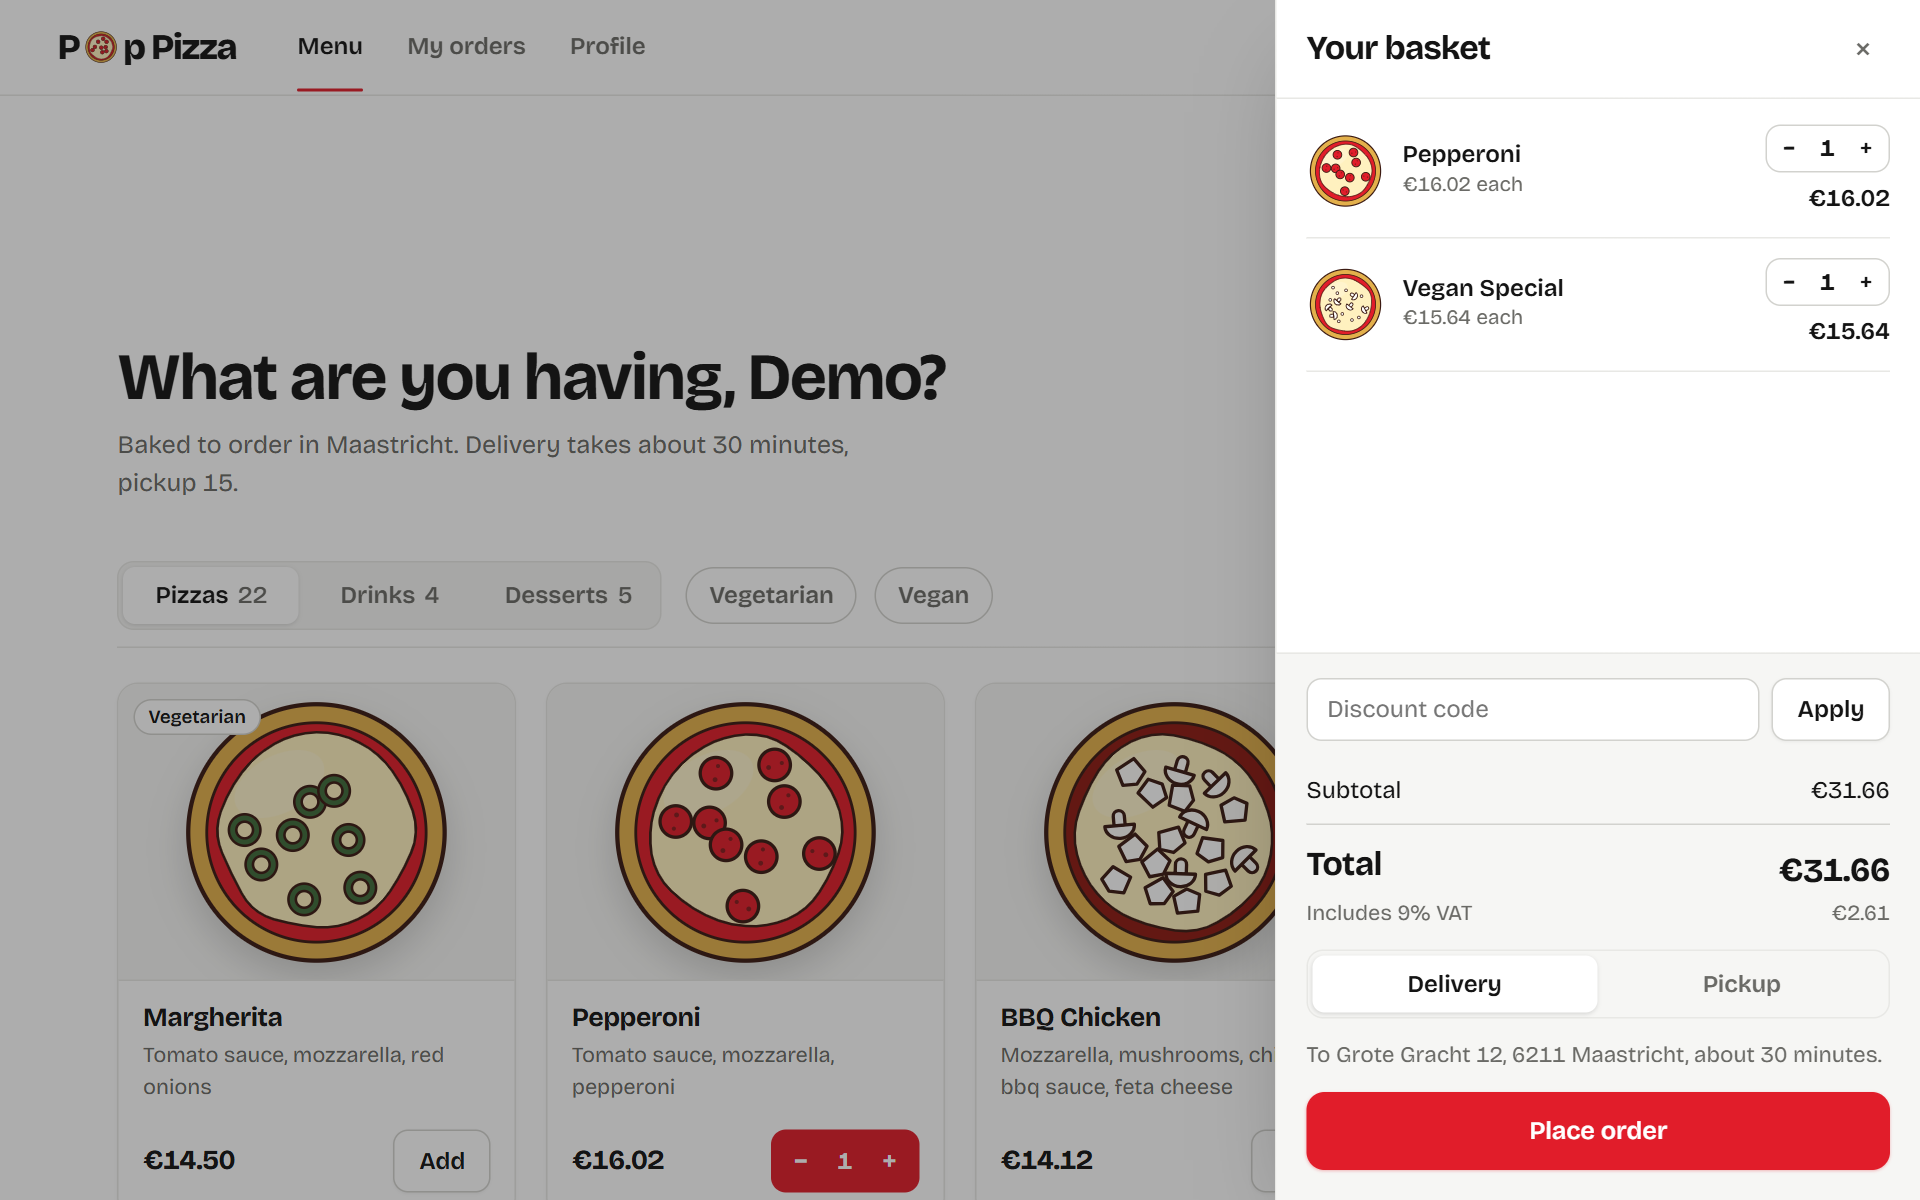 P p Pizza
Menu
My orders
Profile
What are you having, Demo?
Baked to order in Maastricht. Delivery takes about 30 minutes,
pickup 15.
Pizzas 22
Drinks 4
Desserts 5
Vegetarian
Vegan
Vegetarian
Margherita
Tomato sauce, mozzarella, red
onions
€14.50
Add
Pepperoni
Tomato sauce, mozzarella,
pepperoni
€16.02
− 1 +
BBQ Chicken
Mozzarella, mushrooms, ch
bbq sauce, feta cheese
€14.12
Your basket
×
Pepperoni
€16.02 each
− 1 +
€16.02
Vegan Special
€15.64 each
− 1 +
€15.64
Discount code
Apply
Subtotal
€31.66
Total
€31.66
Includes 9% VAT
€2.61
Delivery
Pickup
To Grote Gracht 12, 6211 Maastricht, about 30 minutes.
Place order